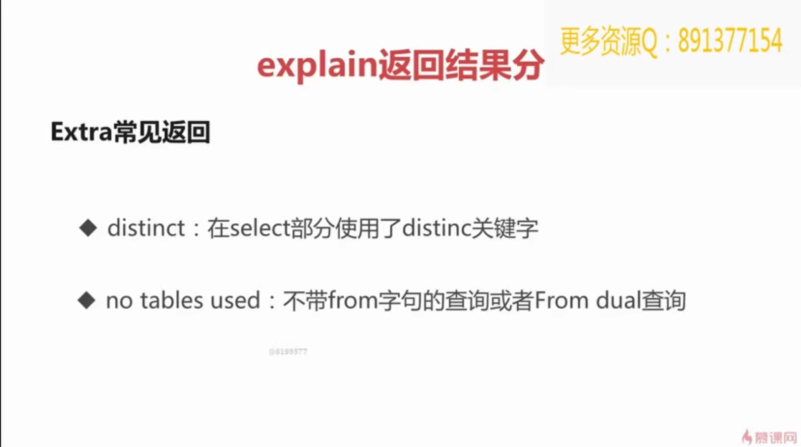 更多资源Q：891377154
explain返回结果分
Extra常见返回
◆ distinct：在select部分使用了distinc关键字
◆ no tables used：不带from字句的查询或者From dual查询
慕课网